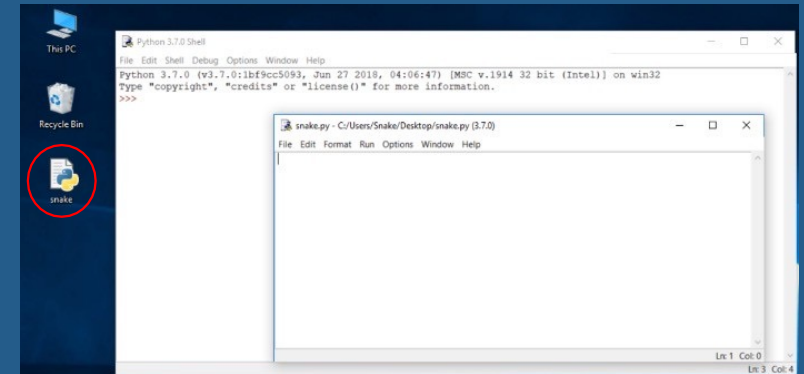 This PC
Recycle Bin
snake
Python 3.7.0 Shell
File Edit Shell Debug Options Window Help
Python 3.7.0 (v3.7.0:1bf9cc5093, Jun 27 2018, 04:06:47) [MSC v.1914 32 bit (Intel)] on win32
Type "copyright", "credits" or "license()" for more information.
>>>
snake.py - C:/Users/Snake/Desktop/snake.py (3.7.0)
File Edit Format Run Options Window Help
Ln: 1 Col: 0
Ln: 3 Col: 4